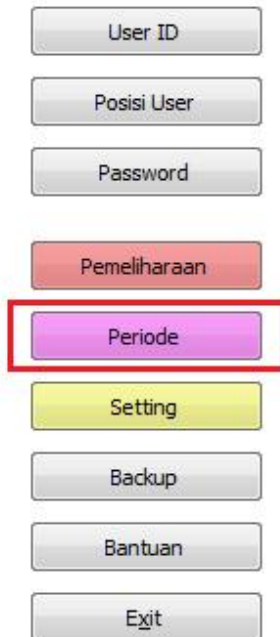 User ID
Posisi User
Password
Pemeliharaan
Periode
Setting
Backup
Bantuan
Exit